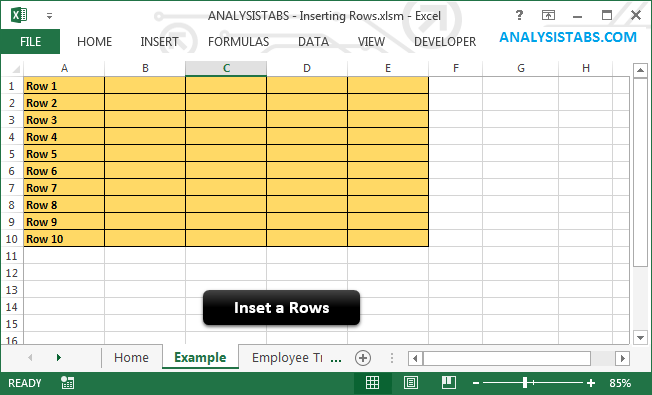 ANALYSISTABS - Inserting Rows.xlsm - Excel
FILE HOME INSERT FORMULAS DATA VIEW DEVELOPER ANALYSISTABS.COM
A B C D E F G H
1 Row 1
2 Row 2
3 Row 3
4 Row 4
5 Row 5
6 Row 6
7 Row 7
8 Row 8
9 Row 9
10 Row 10
11
12
13
14 Inset a Rows
15
16
Home Example Employee Tr ...
READY 85%